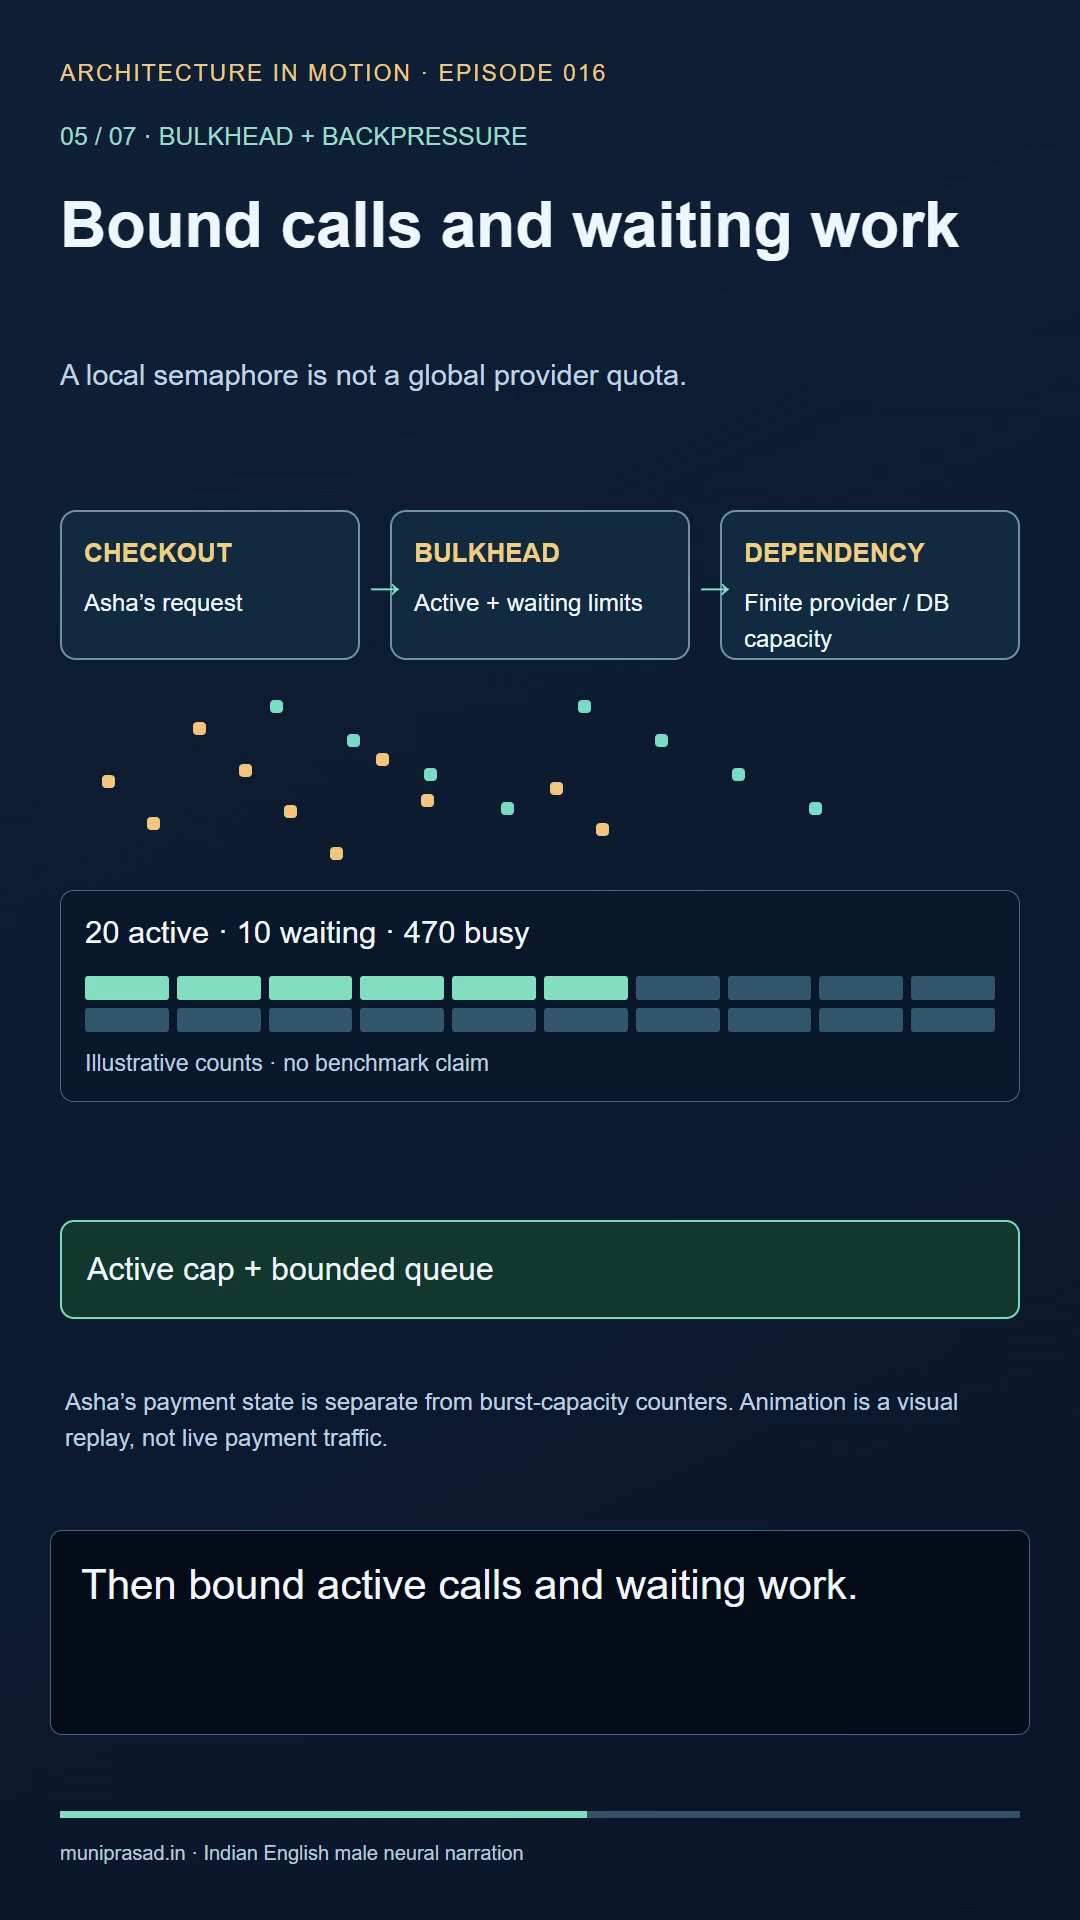 ARCHITECTURE IN MOTION · EPISODE 016
05 / 07 · BULKHEAD + BACKPRESSURE
Bound calls and waiting work
A local semaphore is not a global provider quota.
CHECKOUT
Asha’s request
→
BULKHEAD
Active + waiting limits
→
DEPENDENCY
Finite provider / DB
capacity
20 active · 10 waiting · 470 busy
Illustrative counts · no benchmark claim
Active cap + bounded queue
Asha’s payment state is separate from burst-capacity counters. Animation is a visual
replay, not live payment traffic.
Then bound active calls and waiting work.
muniprasad.in · Indian English male neural narration